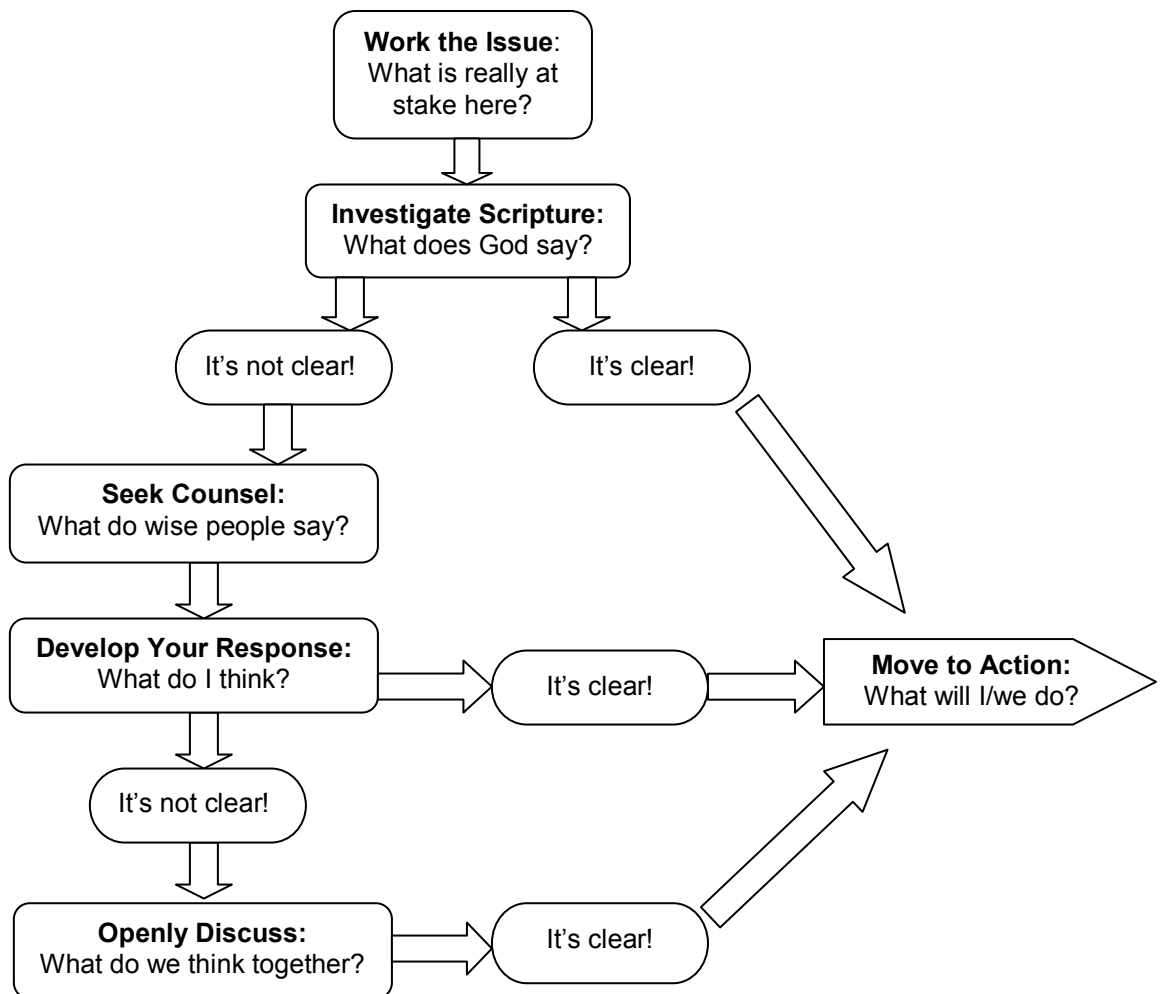 Work the Issue:
What is really at
stake here?
Investigate Scripture:
What does God say?
It’s not clear!
It’s clear!
Seek Counsel:
What do wise people say?
Develop Your Response:
What do I think?
It’s clear!
Move to Action:
What will I/we do?
It’s not clear!
Openly Discuss:
What do we think together?
It’s clear!